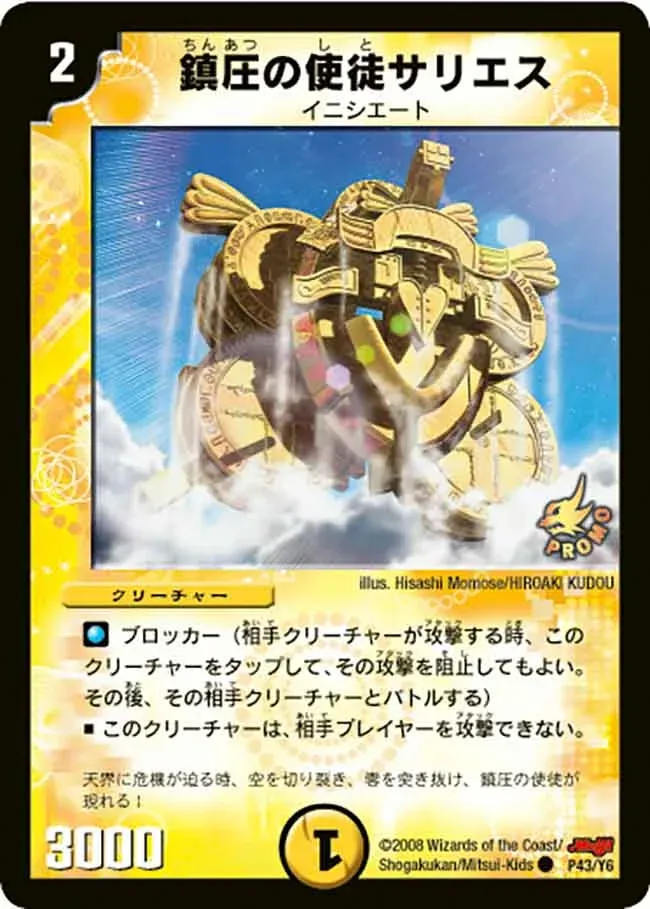 2
ちんあつ しと
鎮圧の使徒サリエス
イニシエート
PROMO
illus. Hisashi Momose/HIROAKI KUDOU
クリーチャー
ブロッカー(相手クリーチャーが攻撃する時、この
クリーチャーをタップして、その攻撃を阻止してもよい。
その後、その相手クリーチャーとバトルする)
■ このクリーチャーは、相手プレイヤーを攻撃できない。
天界に危機が迫る時、空を切り裂き、雲を突き抜け、鎮圧の使徒が
現れる!
3000
1
©2008 Wizards of the Coast/
Shogakukan/Mitsui-Kids
P43/Y6